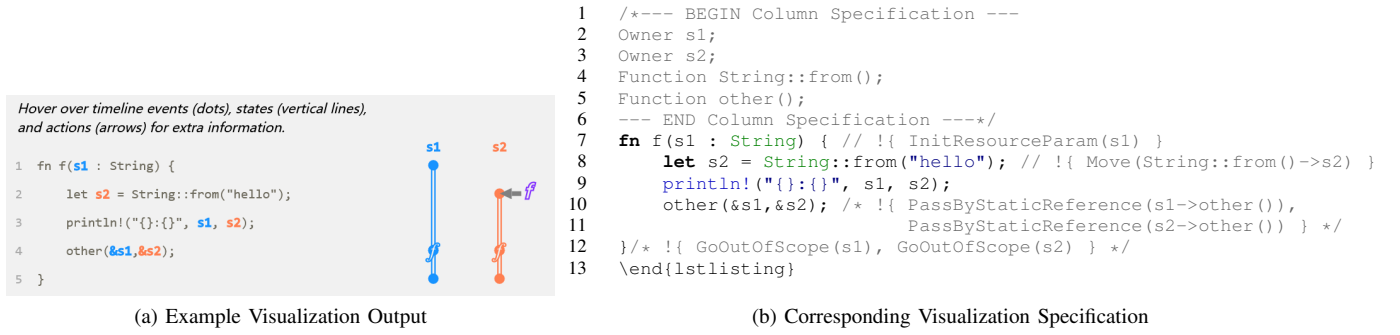 Hover over timeline events (dots), states (vertical lines),
and actions (arrows) for extra information.
s1 s2
1 fn f(s1 : String) {
2 let s2 = String::from("hello");
f
3 println!("{}:{}", s1, s2);
4 other(&s1,&s2);
f f
5 }
(a) Example Visualization Output
1 /*--- BEGIN Column Specification ---
2 Owner s1;
3 Owner s2;
4 Function String::from();
5 Function other();
6 --- END Column Specification ---*/
7 fn f(s1 : String) { // !{ InitResourceParam(s1) }
8 let s2 = String::from("hello"); // !{ Move(String::from()->s2) }
9 println!("{}:{}", s1, s2);
10 other(&s1,&s2); /* !{ PassByStaticReference(s1->other()),
11 PassByStaticReference(s2->other()) } */
12 }/* !{ GoOutOfScope(s1), GoOutOfScope(s2) } */
13 \end{lstlisting}
(b) Corresponding Visualization Specification